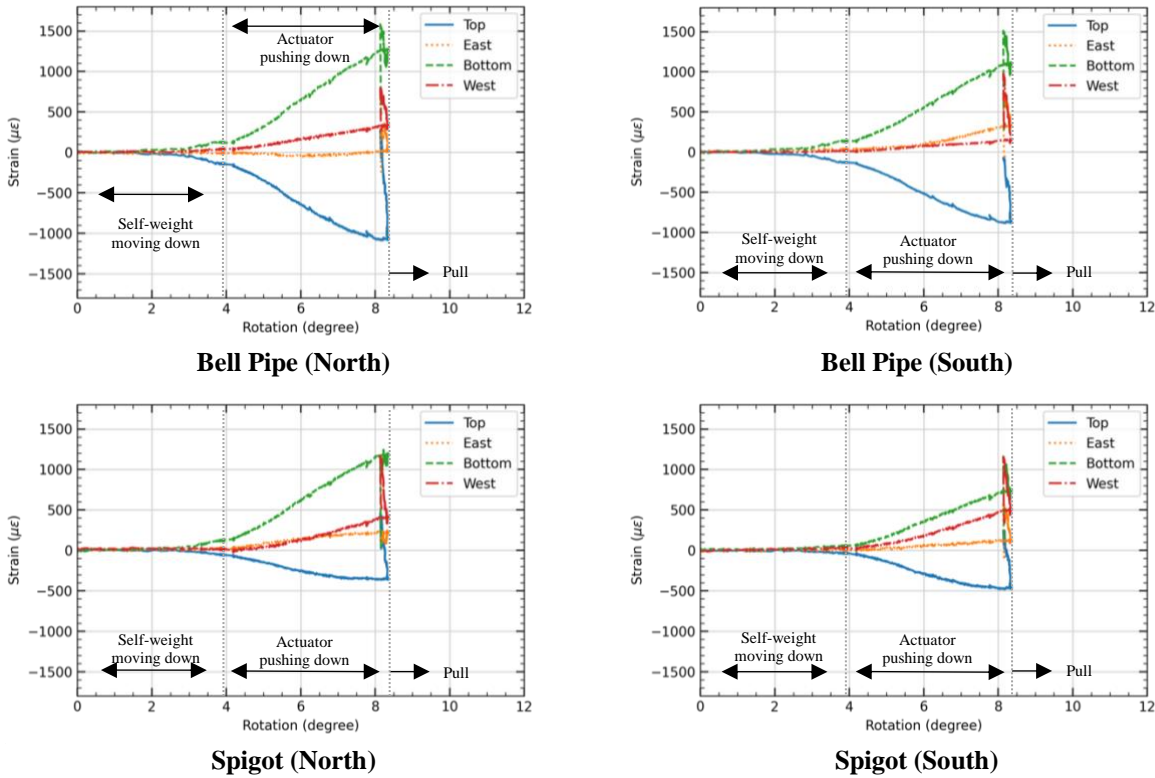 1500
1000
500
0
−500
−1000
−1500
Strain (με)
Actuator
pushing down
Top
East
Bottom
West
Self-weight
moving down
Pull
0 2 4 6 8 10 12
Rotation (degree)
Bell Pipe (North)
1500
1000
500
0
−500
−1000
−1500
Strain (με)
Top
East
Bottom
West
Self-weight
moving down
Actuator
pushing down
Pull
0 2 4 6 8 10 12
Rotation (degree)
Bell Pipe (South)
1500
1000
500
0
−500
−1000
−1500
Strain (με)
Top
East
Bottom
West
Self-weight
moving down
Actuator
pushing down
Pull
0 2 4 6 8 10 12
Rotation (degree)
Spigot (North)
1500
1000
500
0
−500
−1000
−1500
Strain (με)
Top
East
Bottom
West
Self-weight
moving down
Actuator
pushing down
Pull
0 2 4 6 8 10 12
Rotation (degree)
Spigot (South)